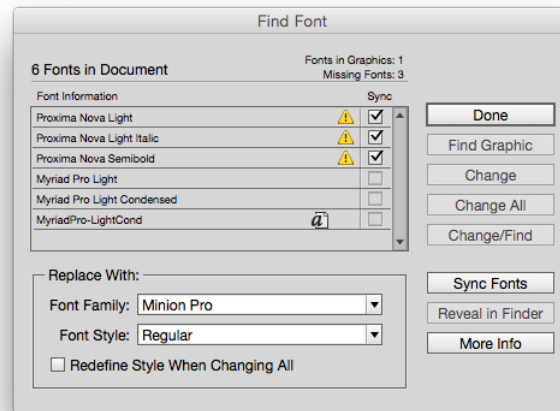 Find Font
6 Fonts in Document
Fonts in Graphics: 1
Missing Fonts: 3
Font Information
Sync
Proxima Nova Light
Proxima Nova Light Italic
Proxima Nova Semibold
Myriad Pro Light
Myriad Pro Light Condensed
MyriadPro-LightCond
a
Done
Find Graphic
Change
Change All
Change/Find
Sync Fonts
Reveal in Finder
More Info
Replace With:
Font Family: Minion Pro
Font Style: Regular
Redefine Style When Changing All